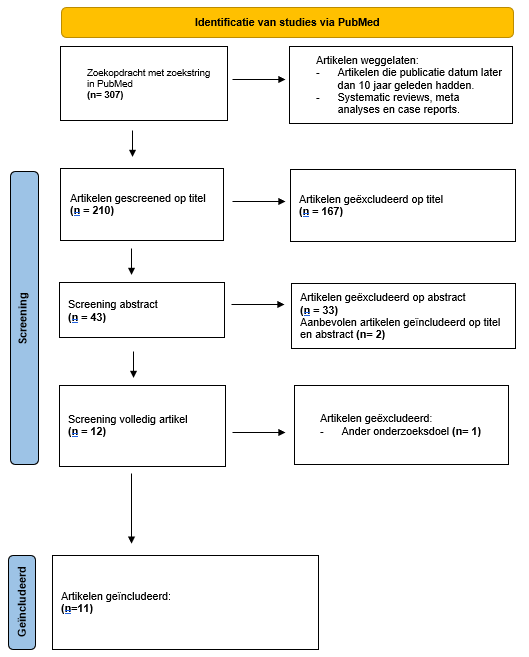 Identificatie van studies via PubMed
Zoekopdracht met zoekstring
in PubMed
(n= 307)
Artikelen weggelaten:
- Artikelen die publicatie datum later
dan 10 jaar geleden hadden.
- Systematic reviews, meta
analyses en case reports.
Screening
Artikelen gescreened op titel
(n = 210)
Artikelen geëxcludeerd op titel
(n = 167)
Screening abstract
(n = 43)
Artikelen geëxcludeerd op abstract
(n = 33)
Aanbevolen artikelen geïncludeerd op titel
en abstract (n= 2)
Screening volledig artikel
(n = 12)
Artikelen geëxcludeerd:
- Ander onderzoeksdoel (n= 1)
Geïncludeerd
Artikelen geïncludeerd:
(n=11)